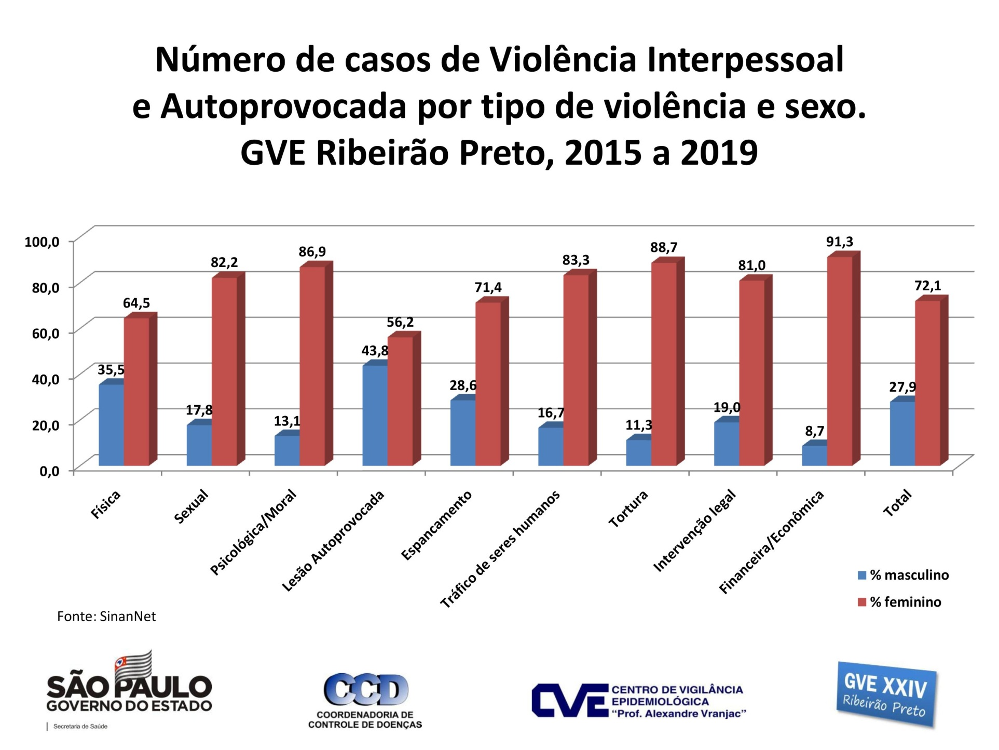 Número de casos de Violência Interpessoal
e Autoprovocada por tipo de violência e sexo.
GVE Ribeirão Preto, 2015 a 2019
100,0
80,0
60,0
40,0
20,0
0,0
35,5
64,5
17,8
82,2
13,1
86,9
43,8
56,2
28,6
71,4
16,7
83,3
11,3
88,7
19,0
81,0
8,7
91,3
27,9
72,1
Física
Sexual
Psicológica/Moral
Lesão Autoprovocada
Espancamento
Tráfico de seres humanos
Tortura
Intervenção legal
Financeira/Econômica
Total
% masculino
% feminino
Fonte: SinanNet
SÃO PAULO
GOVERNO DO ESTADO
Secretaria de Saúde
CCD
COORDENADORIA DE
CONTROLE DE DOENÇAS
CVE
CENTRO DE VIGILÂNCIA
EPIDEMIOLÓGICA
“Prof. Alexandre Vranjac”
GVE XXIV
Ribeirão Preto